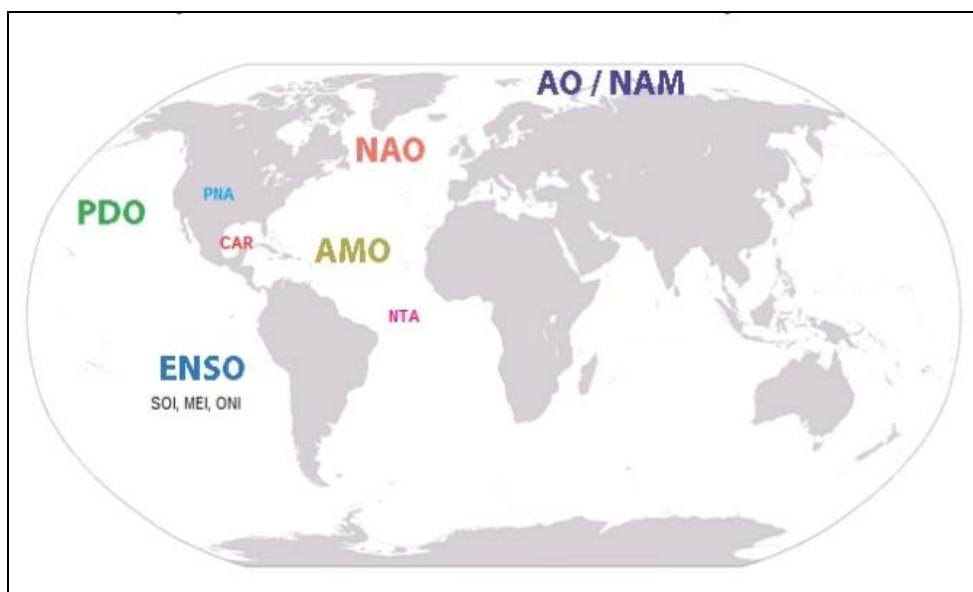 AO / NAM
NAO
PNA
PDO
CAR
AMO
NTA
ENSO
SOI, MEI, ONI